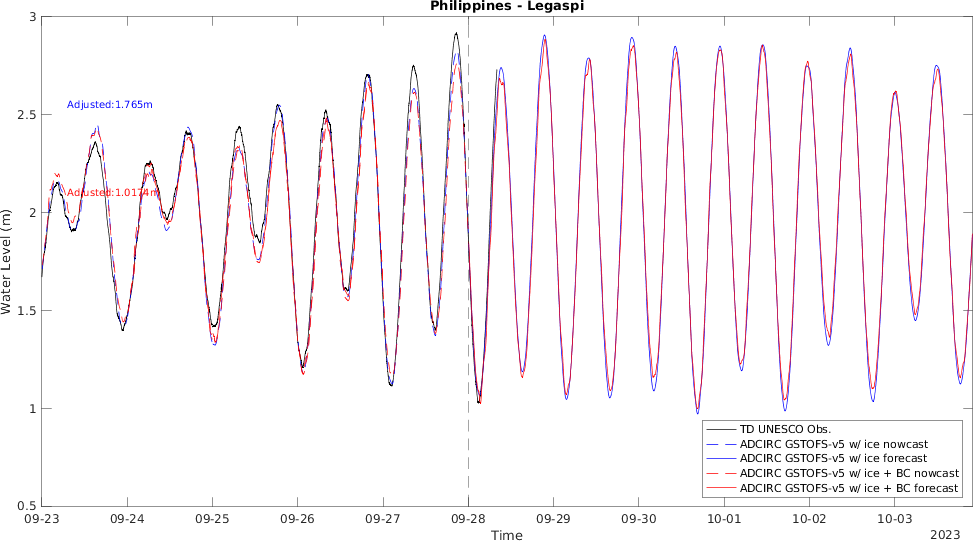 Philippines - Legaspi
3
2.5
2
1.5
1
0.5
Water Level (m)
Adjusted:1.765m
Adjusted:1.0174m
TD UNESCO Obs.
ADCIRC GSTOFS-v5 w/ ice nowcast
ADCIRC GSTOFS-v5 w/ ice forecast
ADCIRC GSTOFS-v5 w/ ice + BC nowcast
ADCIRC GSTOFS-v5 w/ ice + BC forecast
09-23 09-24 09-25 09-26 09-27 09-28 09-29 09-30 10-01 10-02 10-03
Time
2023